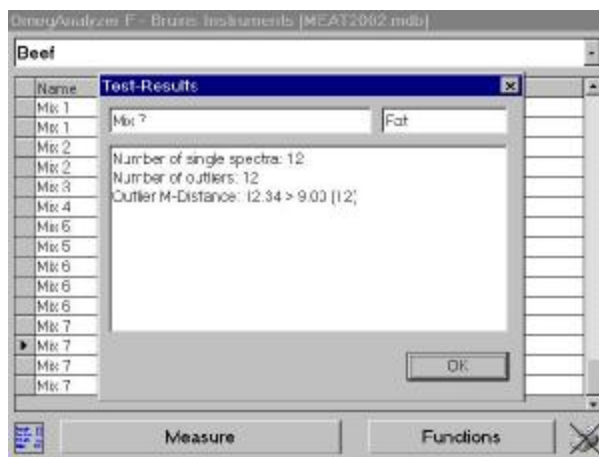 OmegAnalyzer F - Bruins Instruments [MEAT2002.mdb]
Beef
Name
Mix 1
Mix 1
Mix 2
Mix 2
Mix 3
Mix 4
Mix 5
Mix 5
Mix 6
Mix 6
Mix 6
Mix 7
Mix 7
Mix 7
Mix 7
Test-Results
Mix 7
Fat
Number of single spectra: 12
Number of outliers: 12
Outlier M-Distance: 12.34 > 9.00 (12)
OK
Measure
Functions